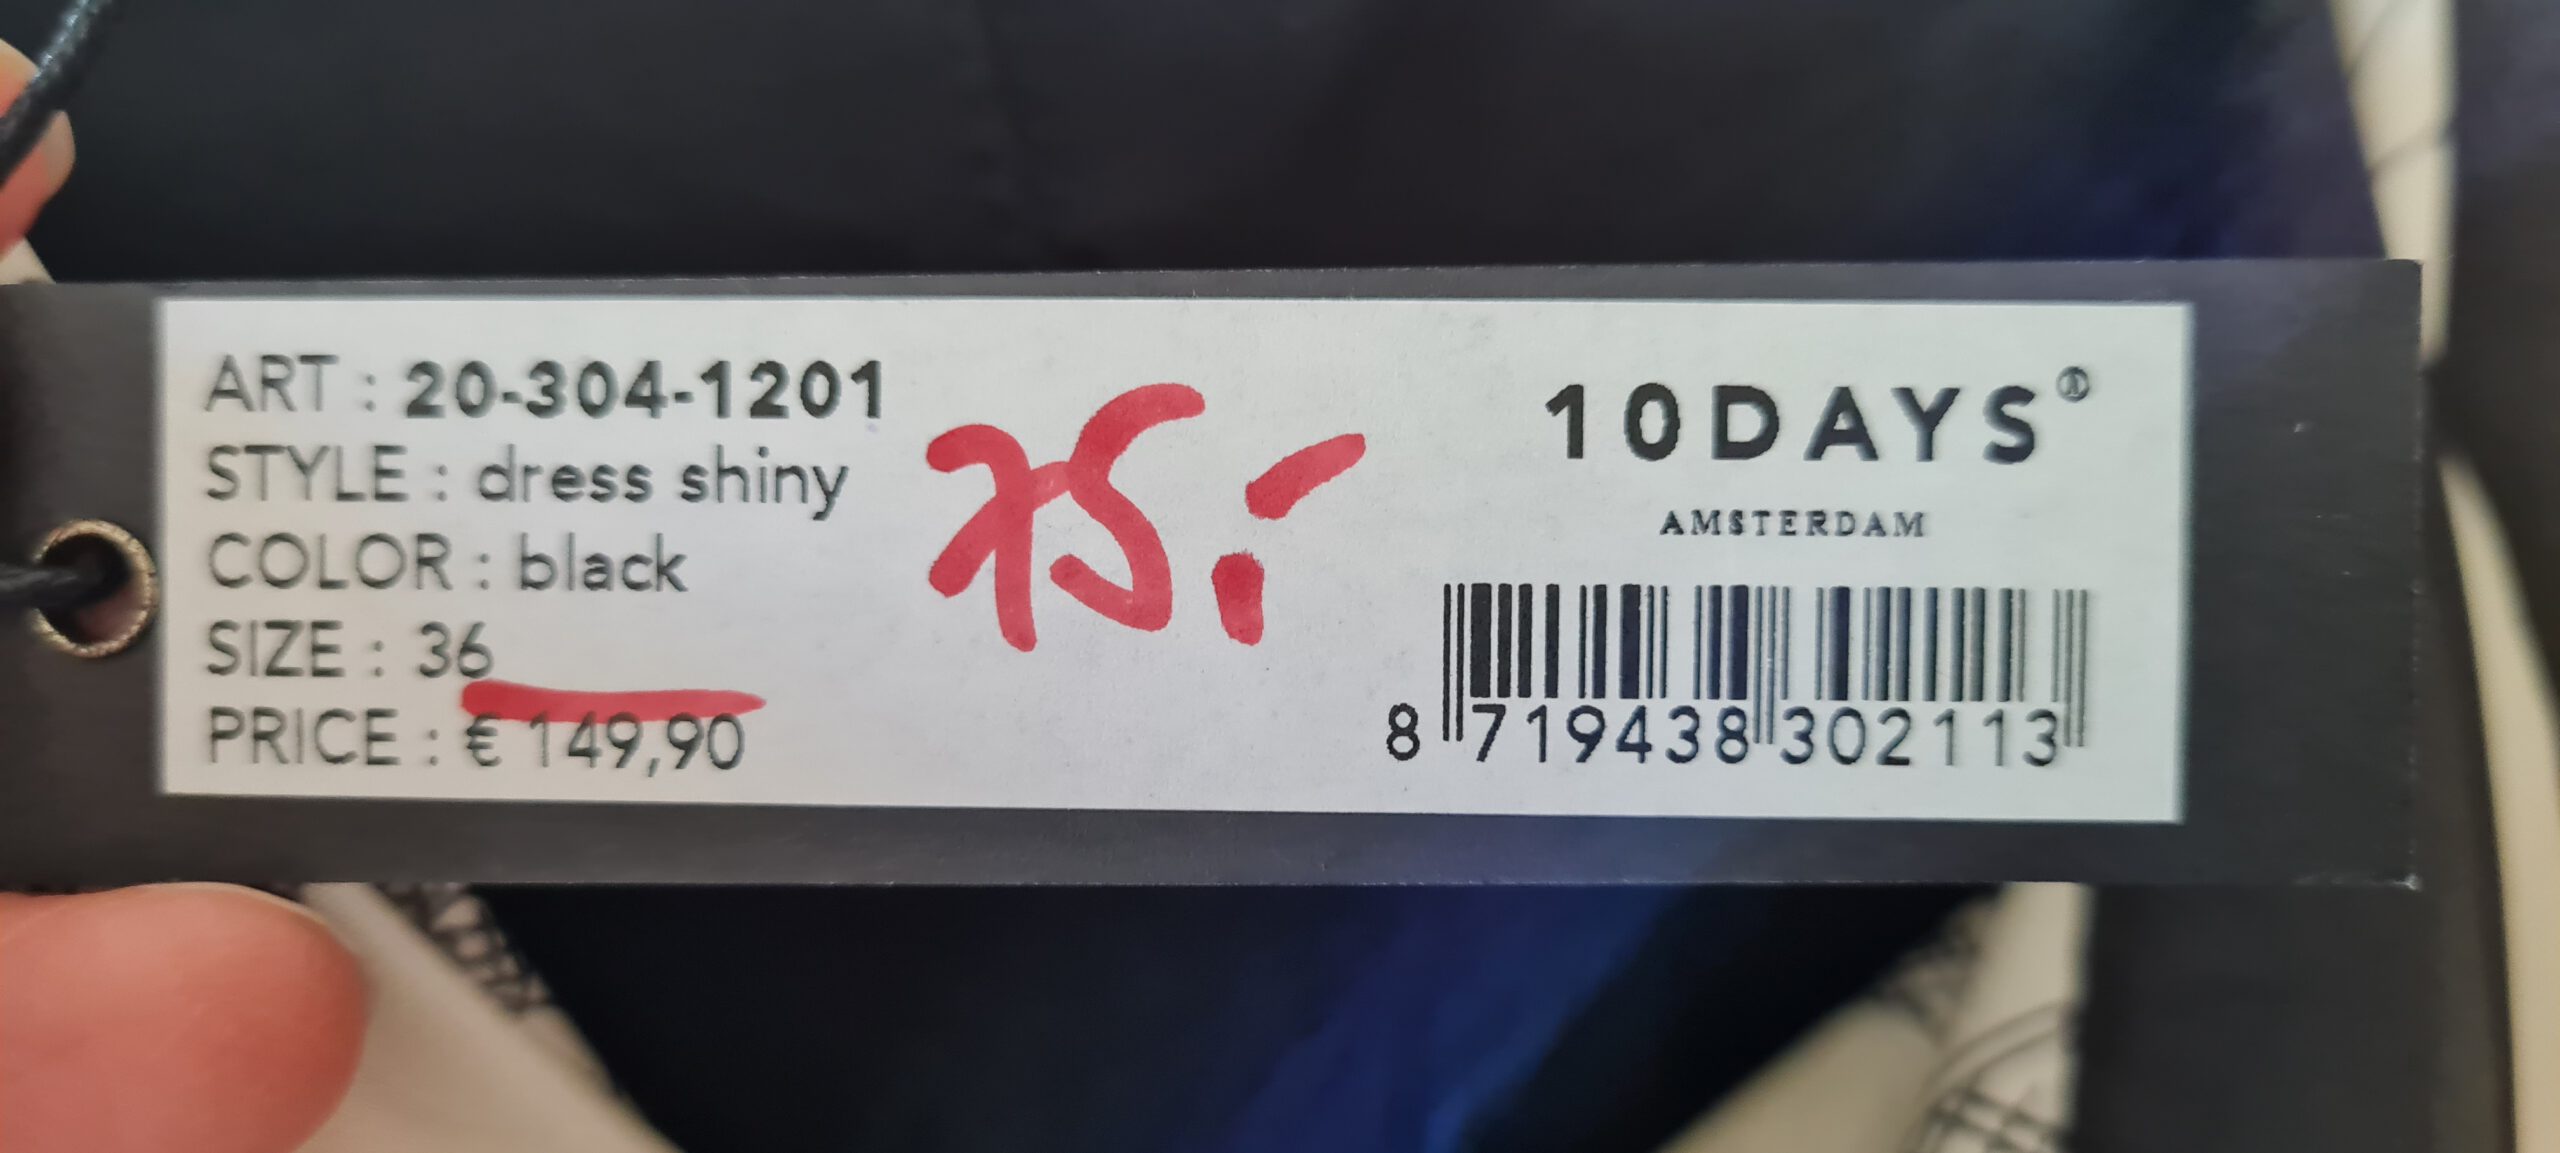 ART : 20-304-1201
STYLE : dress shiny
COLOR : black
SIZE : 36
PRICE : € 149,90
75,-
10DAYS®
AMSTERDAM
8 719438 302113